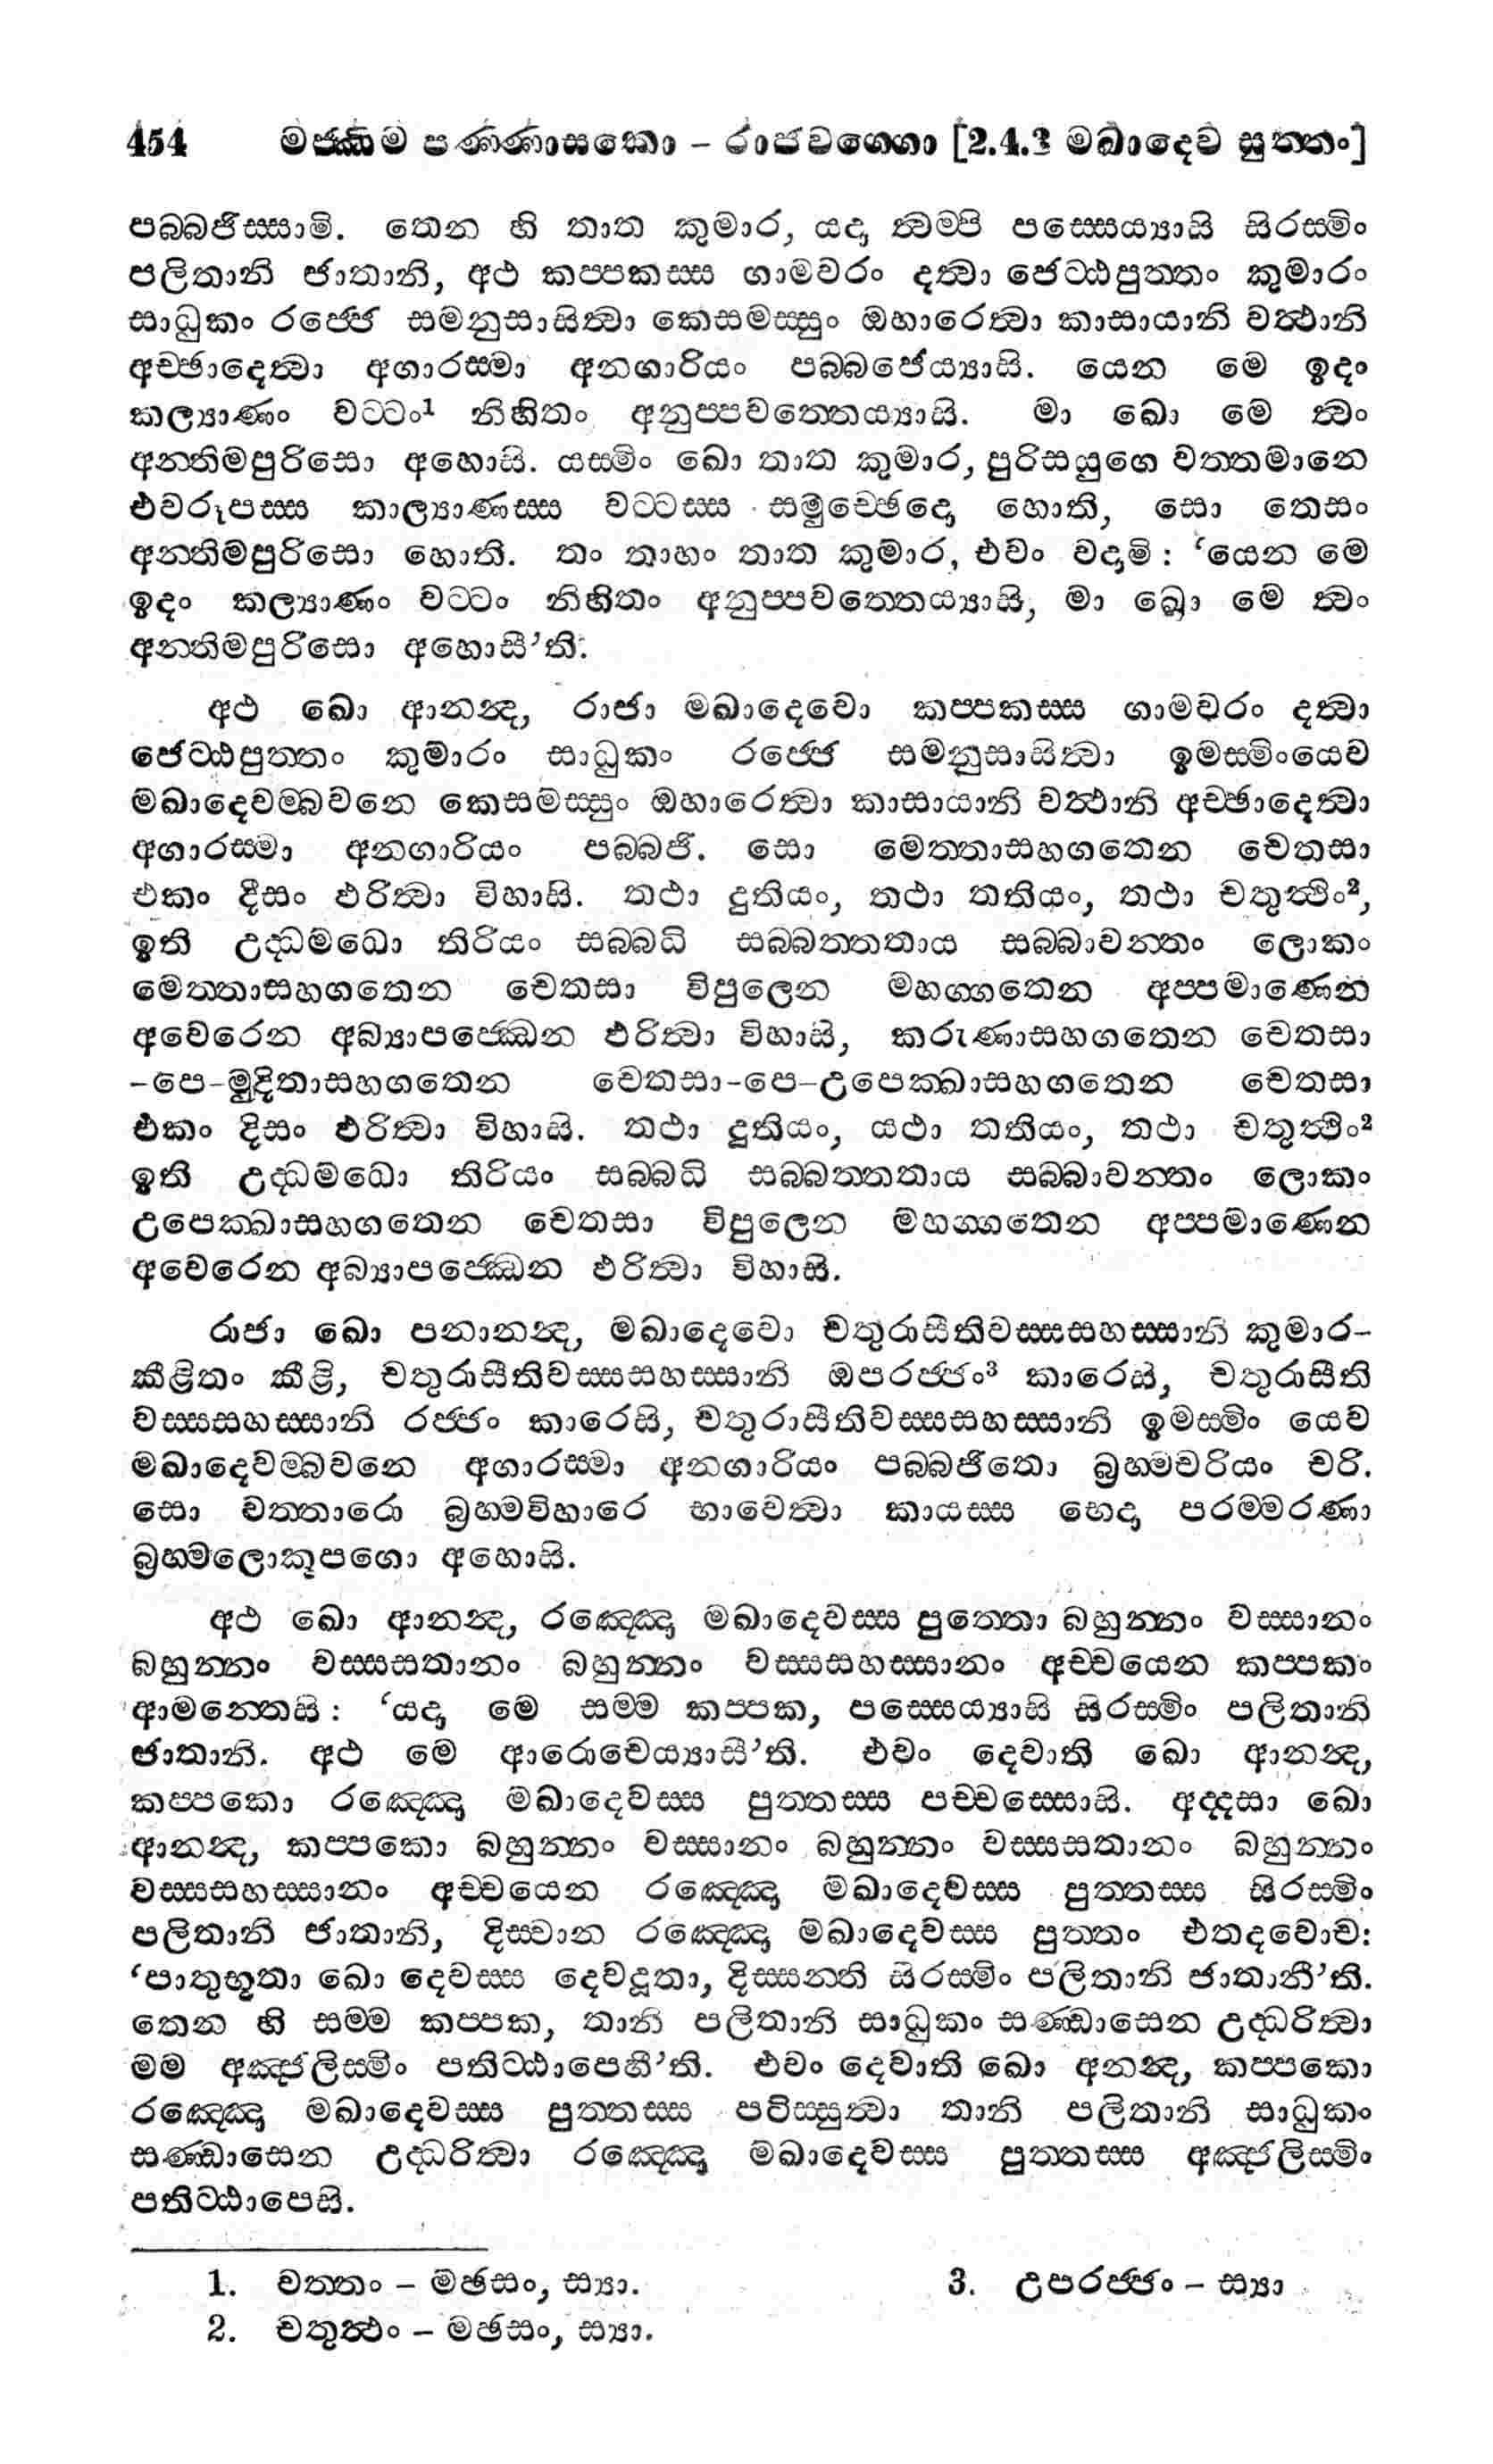 454 මජ්ඣිම පණ්ණාසකො – රාජවග්ගො [2.4.3 මඛාදෙව සුත්තං]
පබ්බජිස්සාමි. තෙන හි තාත කුමාර, යදා ත්වම්පි පස්සෙය්‍යාසි සිරස්මිං
පලිතානි ජාතානි, අථ කප්පකස්ස ගාමවරං දත්වා ජෙට්ඨපුත්තං කුමාරං
සාධුකං රජ්ජෙ සමනුසාසිත්වා කෙසමස්සුං ඔහාරෙත්වා කාසායානි වත්ථානි
අච්ඡාදෙත්වා අගාරස්මා අනගාරියං පබ්බජෙය්‍යාසි. යෙන මෙ ඉදං
කල්‍යාණං වට්ටං¹ නිහිතං අනුප්පවත්තෙය්‍යාසි. මා ඛො මෙ ත්වං
අන්තිමපුරිසො අහොසි. යස්මිං ඛො තාත කුමාර, පුරිසයුගෙ වත්තමානෙ
එවරූපස්ස කාල්‍යාණස්ස වට්ටස්ස සමුච්ඡෙදො හොති, සො තෙසං
අන්තිමපුරිසො හොති. තං තාහං තාත කුමාර, එවං වදාමි : ‘යෙන මෙ
ඉදං කල්‍යාණං වට්ටං නිහිතං අනුප්පවත්තෙය්‍යාසි, මා ඛො මෙ ත්වං
අන්තිමපුරිසො අහොසී’ති.
අථ ඛො ආනන්ද, රාජා මඛාදෙවො කප්පකස්ස ගාමවරං දත්වා
ජෙට්ඨපුත්තං කුමාරං සාධුකං රජ්ජෙ සමනුසාසිත්වා ඉමස්මිංයෙව
මඛාදෙවම්බවනෙ කෙසමස්සුං ඔහාරෙත්වා කාසායානි වත්ථානි අච්ඡාදෙත්වා
අගාරස්මා අනගාරියං පබ්බජි. සො මෙත්තාසහගතෙන චෙතසා
එකං දිසං ඵරිත්වා විහාසි. තථා දුතියං, තථා තතියං, තථා චතුත්ථිං²,
ඉති උද්ධමධො තිරියං සබ්බධි සබ්බත්තතාය සබ්බාවන්තං ලොකං
මෙත්තාසහගතෙන චෙතසා විපුලෙන මහග්ගතෙන අප්පමාණෙන
අවෙරෙන අබ්‍යාපජ්ඣෙන ඵරිත්වා විහාසි, කරුණාසහගතෙන චෙතසා
-පෙ-මුදිතාසහගතෙන චෙතසා-පෙ-උපෙක්ඛාසහගතෙන චෙතසා
එකං දිසං ඵරිත්වා විහාසි. තථා දුතියං, යථා තතියං, තථා චතුත්ථිං²
ඉති උද්ධමධො තිරියං සබ්බධි සබ්බත්තතාය සබ්බාවන්තං ලොකං
උපෙක්ඛාසහගතෙන චෙතසා විපුලෙන මහග්ගතෙන අප්පමාණෙන
අවෙරෙන අබ්‍යාපජ්ඣෙන ඵරිත්වා විහාසි.
රාජා ඛො පනානන්ද, මඛාදෙවො චතුරාසීතිවස්සසහස්සානි කුමාර-
කීළිතං කීළි, චතුරාසීතිවස්සසහස්සානි ඔපරජ්ජං³ කාරෙසි, චතුරාසීති
වස්සසහස්සානි රජ්ජං කාරෙසි, චතුරාසීතිවස්සසහස්සානි ඉමස්මිං යෙව
මඛාදෙවම්බවනෙ අගාරස්මා අනගාරියං පබ්බජිතො බ්‍රහ්මචරියං චරි.
සො චත්තාරො බ්‍රහ්මවිහාරෙ භාවෙත්වා කායස්ස භෙදා පරම්මරණා
බ්‍රහ්මලොකූපගො අහොසි.
අථ ඛො ආනන්ද, රඤ්ඤො මඛාදෙවස්ස පුත්තො බහුන්නං වස්සානං
බහුන්නං වස්සසතානං බහුන්නං වස්සසහස්සානං අච්චයෙන කප්පකං
ආමන්තෙසි : ‘යදා මෙ සම්ම කප්පක, පස්සෙය්‍යාසි සිරස්මිං පලිතානි
ජාතානි. අථ මෙ ආරොචෙය්‍යාසී’ති. එවං දෙවාති ඛො ආනන්ද,
කප්පකො රඤ්ඤො මඛාදෙවස්ස පුත්තස්ස පච්චස්සොසි. අද්දසා ඛො
ආනන්ද, කප්පකො බහුන්නං වස්සානං බහුන්නං වස්සසතානං බහුන්නං
වස්සසහස්සානං අච්චයෙන රඤ්ඤො මඛාදෙවස්ස පුත්තස්ස සිරස්මිං
පලිතානි ජාතානි, දිස්වාන රඤ්ඤො මඛාදෙවස්ස පුත්තං එතදවොච:
‘පාතුභූතා ඛො දෙවස්ස දෙවදූතා, දිස්සන්ති සිරස්මිං පලිතානි ජාතානී’ති.
තෙන හි සම්ම කප්පක, තානි පලිතානි සාධුකං සණ්ඩාසෙන උද්ධරිත්වා
මම අඤ්ජලිස්මිං පතිට්ඨාපෙහී’ති. එවං දෙවාති ඛො අනන්ද, කප්පකො
රඤ්ඤො මඛාදෙවස්ස පුත්තස්ස පටිස්සුත්වා තානි පලිතානි සාධුකං
සණ්ඩාසෙන උද්ධරිත්වා රඤ්ඤො මඛාදෙවස්ස පුත්තස්ස අඤ්ජලිස්මිං
පතිට්ඨාපෙසි.
1. වත්තං – මඡසං, ස්‍යා. 3. උපරජ්ජං – ස්‍යා
2. චතුත්ථං – මඡසං, ස්‍යා.